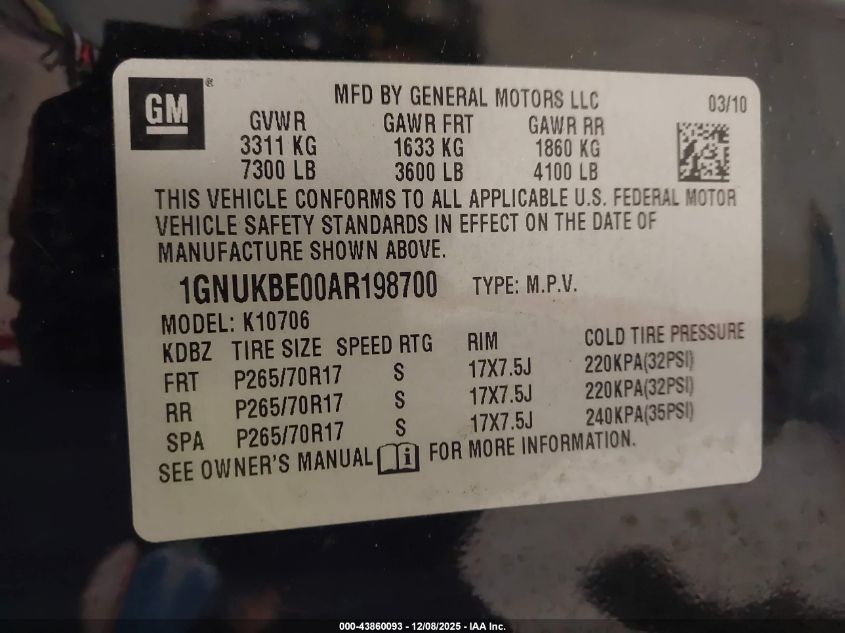 GM ®
MFD BY GENERAL MOTORS LLC 03/10
GVWR GAWR FRT GAWR RR
3311 KG 1633 KG 1860 KG
7300 LB 3600 LB 4100 LB
THIS VEHICLE CONFORMS TO ALL APPLICABLE U.S. FEDERAL MOTOR
VEHICLE SAFETY STANDARDS IN EFFECT ON THE DATE OF
MANUFACTURE SHOWN ABOVE.
1GNUKBE00AR198700 TYPE: M.P.V.
MODEL: K10706
KDBZ TIRE SIZE SPEED RTG RIM COLD TIRE PRESSURE
FRT P265/70R17 S 17X7.5J 220KPA(32PSI)
RR P265/70R17 S 17X7.5J 220KPA(32PSI)
SPA P265/70R17 S 17X7.5J 240KPA(35PSI)
SEE OWNER'S MANUAL i FOR MORE INFORMATION.
000-43860093 - 12/08/2025 - IAA Inc.